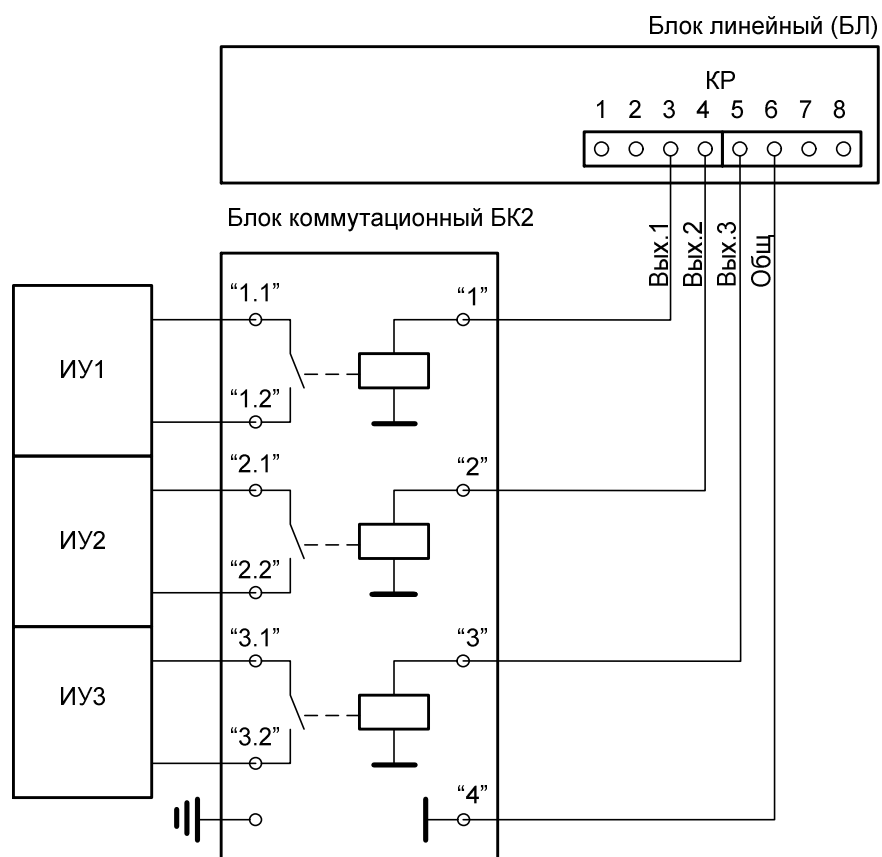 Блок линейный (БЛ)
КР
1 2 3 4 5 6 7 8
Блок коммутационный БК2
Вых.1
Вых.2
Вых.3
Общ
“1.1” “1”
ИУ1
“1.2”
“2.1” “2”
ИУ2
“2.2”
“3.1” “3”
ИУ3
“3.2”
“4”